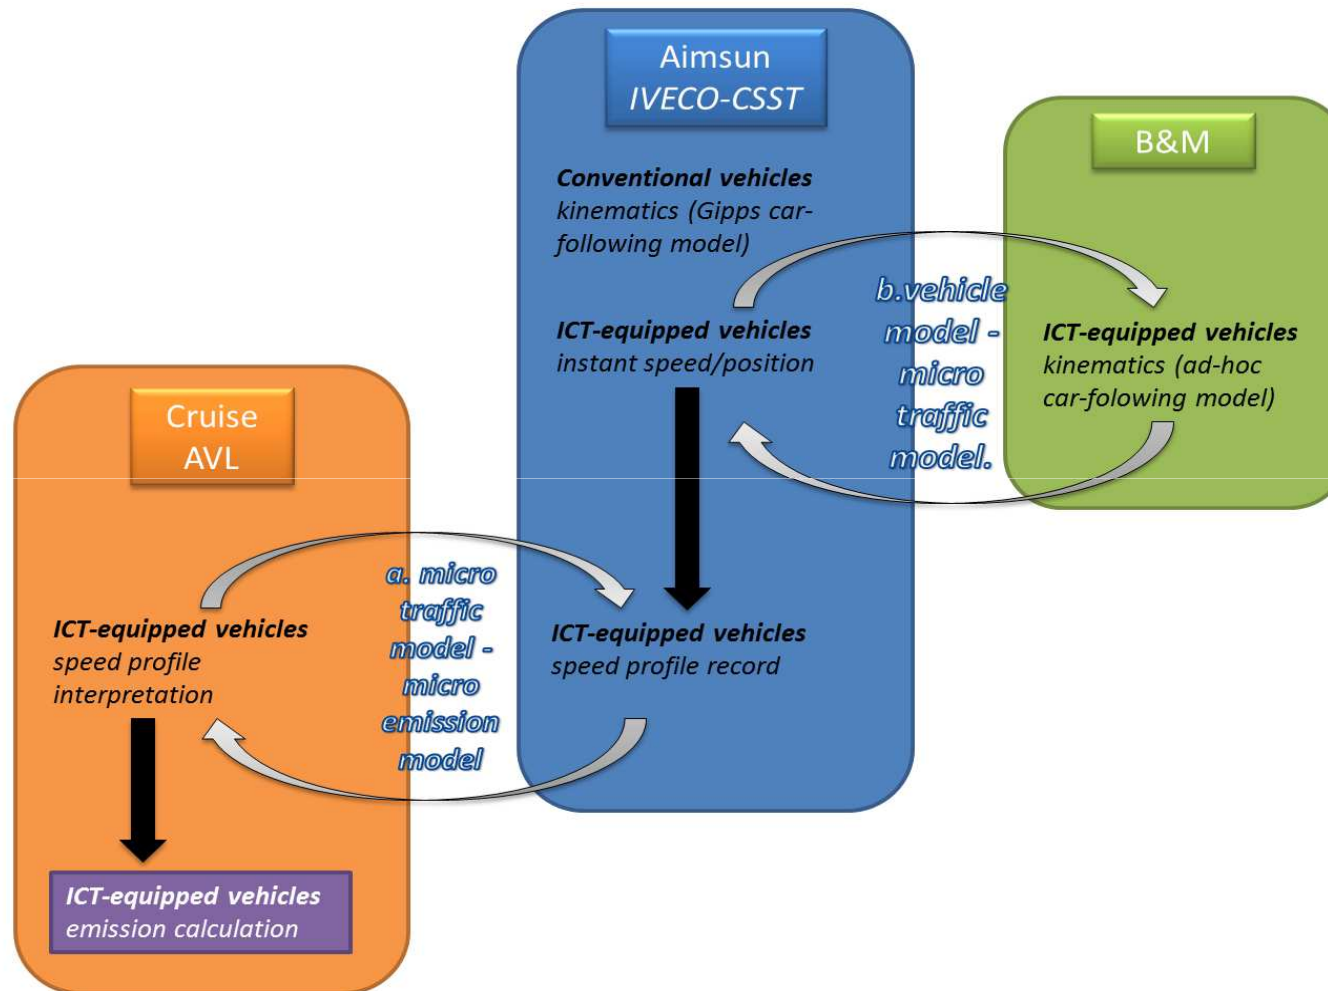 Aimsun
IVECO-CSST
B&M
Conventional vehicles
kinematics (Gipps car-
following model)
b.vehicle
model -
micro
traffic
model.
ICT-equipped vehicles
instant speed/position
ICT-equipped vehicles
kinematics (ad-hoc
car-folowing model)
Cruise
AVL
a. micro
traffic
model -
micro
emission
model
ICT-equipped vehicles
speed profile
interpretation
ICT-equipped vehicles
speed profile record
ICT-equipped vehicles
emission calculation